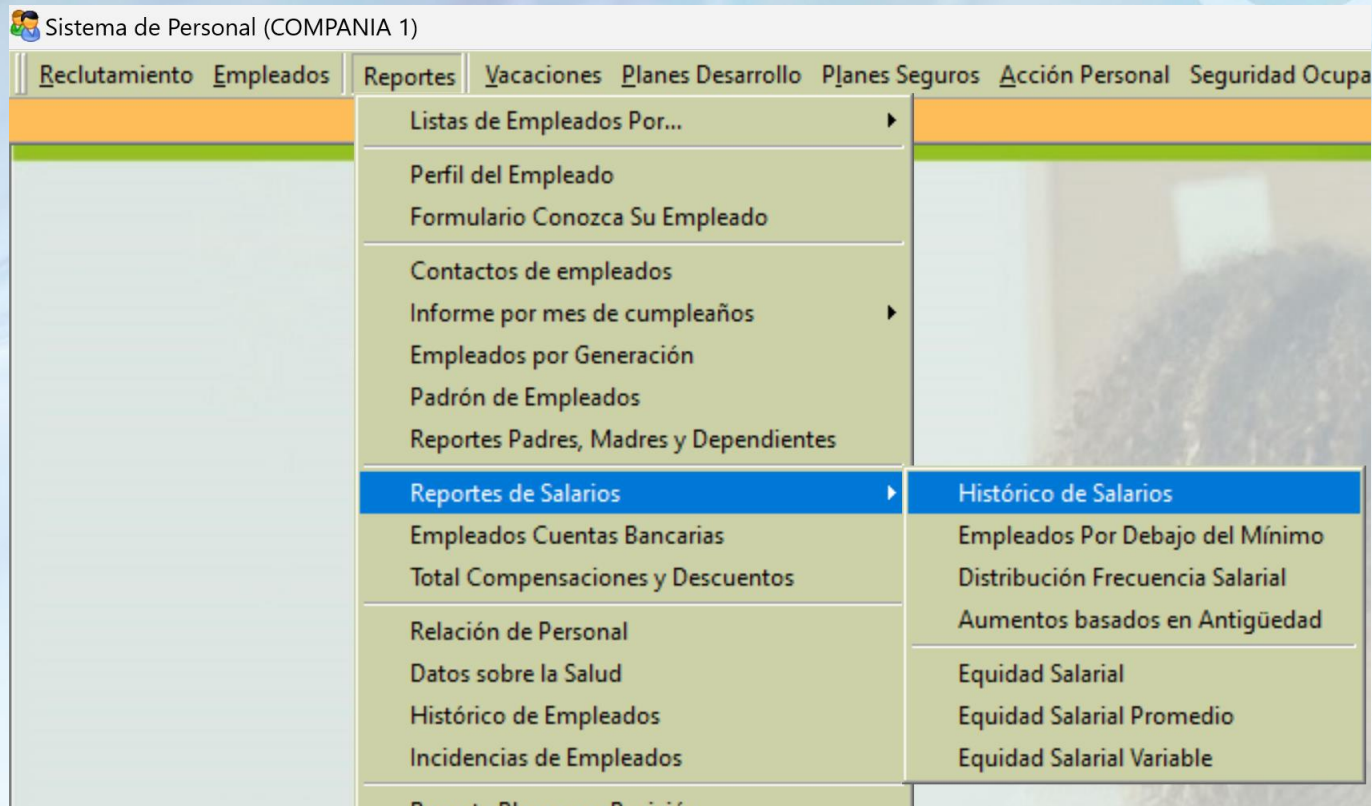 Sistema de Personal (COMPANIA 1)
Reclutamiento Empleados Reportes Vacaciones Planes Desarrollo Planes Seguros Acción Personal Seguridad Ocupa
Listas de Empleados Por...
Perfil del Empleado
Formulario Conozca Su Empleado
Contactos de empleados
Informe por mes de cumpleaños
Empleados por Generación
Padrón de Empleados
Reportes Padres, Madres y Dependientes
Reportes de Salarios
Empleados Cuentas Bancarias
Total Compensaciones y Descuentos
Relación de Personal
Datos sobre la Salud
Histórico de Empleados
Incidencias de Empleados
Histórico de Salarios
Empleados Por Debajo del Mínimo
Distribución Frecuencia Salarial
Aumentos basados en Antigüedad
Equidad Salarial
Equidad Salarial Promedio
Equidad Salarial Variable